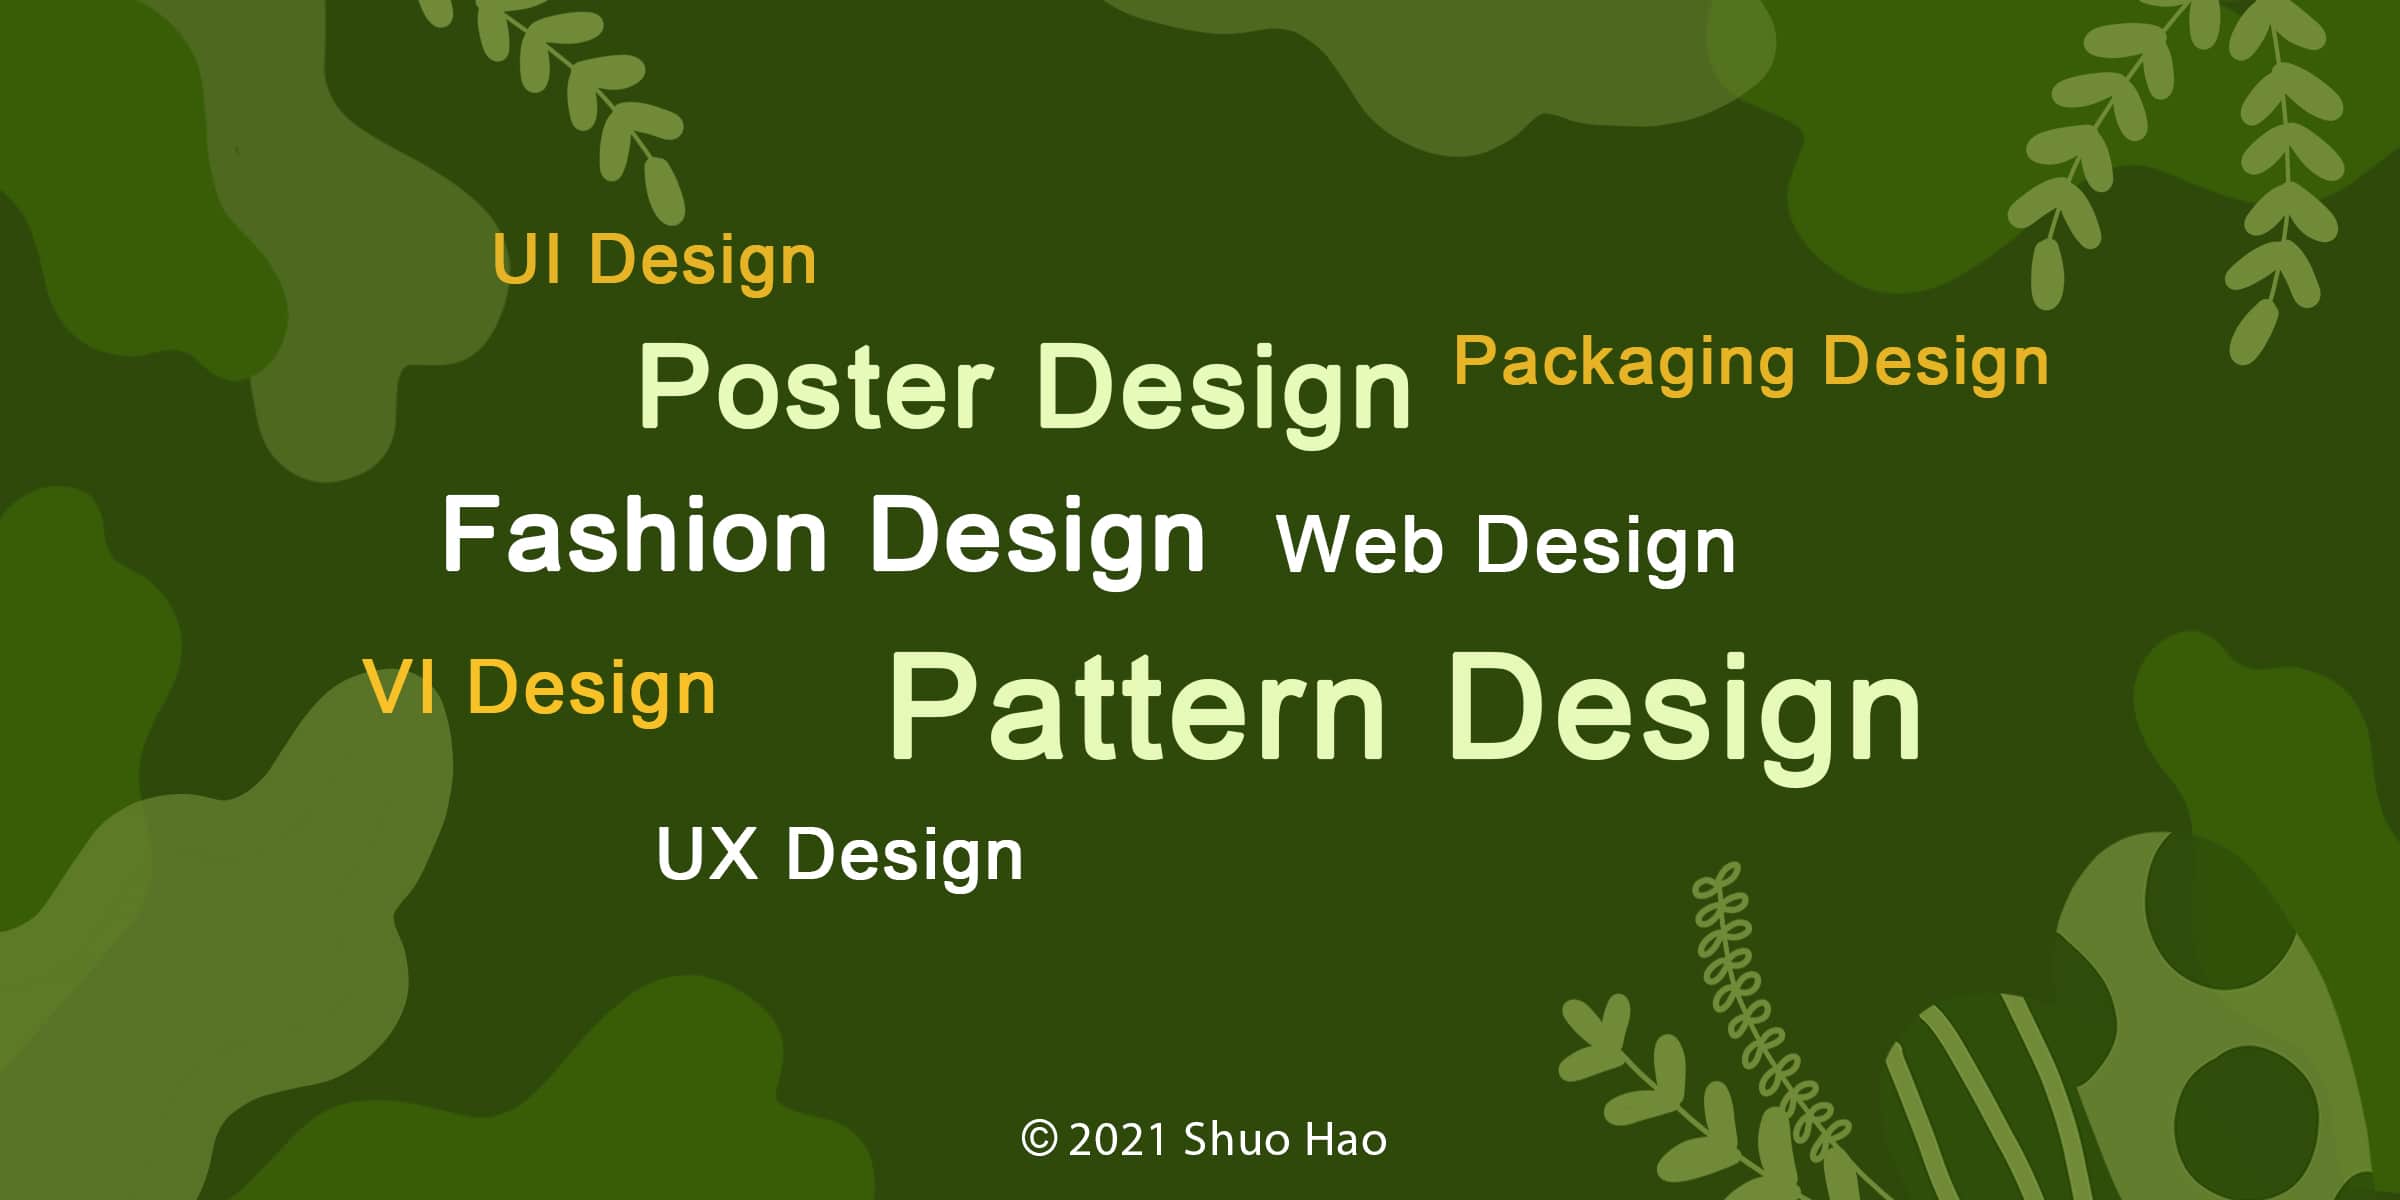 UI Design
Poster Design
Packaging Design
Fashion Design
Web Design
VI Design
Pattern Design
UX Design
© 2021 Shuo Hao